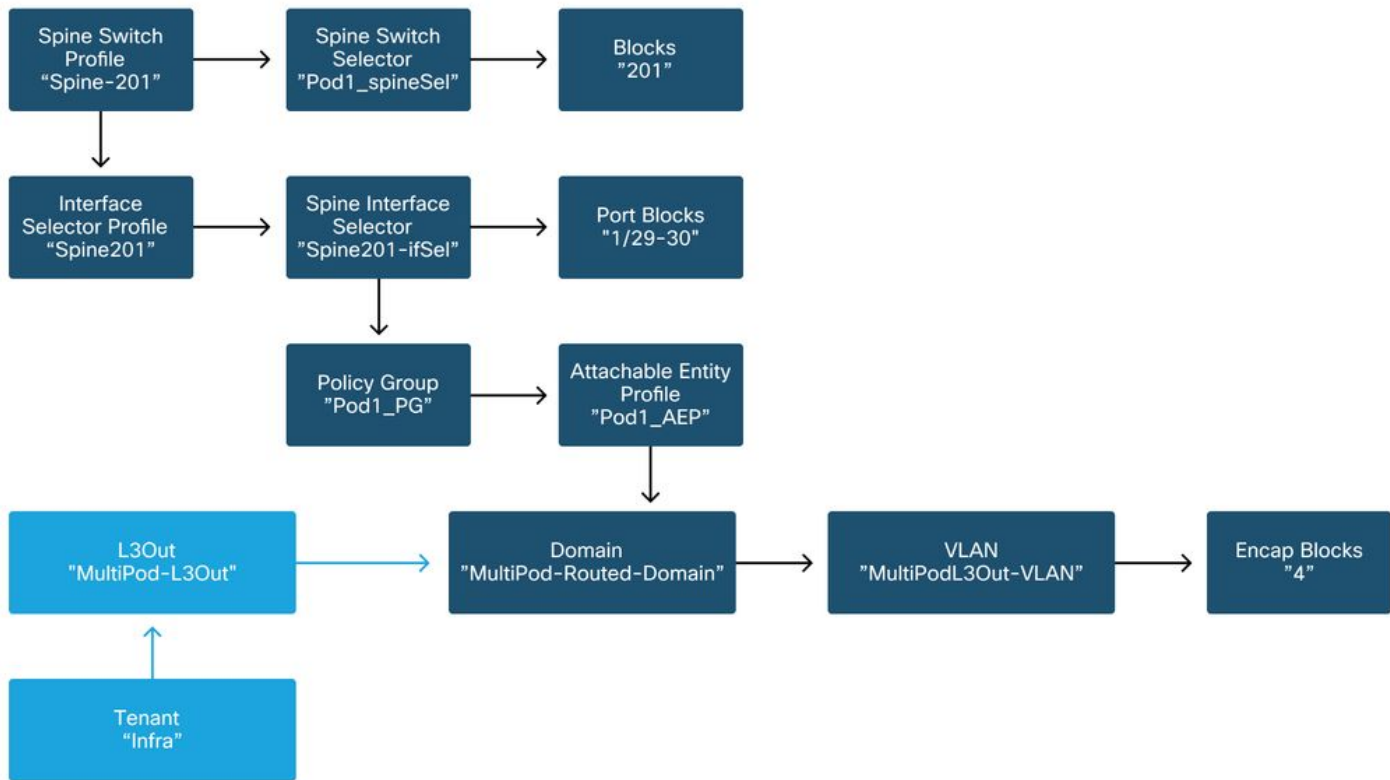 Spine Switch
Profile
“Spine-201”
Spine Switch
Selector
”Pod1_spineSel”
Blocks
”201”
Interface
Selector Profile
“Spine201”
Spine Interface
Selector
”Spine201-ifSel”
Port Blocks
"1/29-30"
Policy Group
”Pod1_PG”
Attachable Entity
Profile
”Pod1_AEP”
L3Out
"MultiPod-L3Out"
Domain
"MultiPod-Routed-Domain"
VLAN
”MultiPodL3Out-VLAN”
Encap Blocks
”4”
Tenant
“Infra”